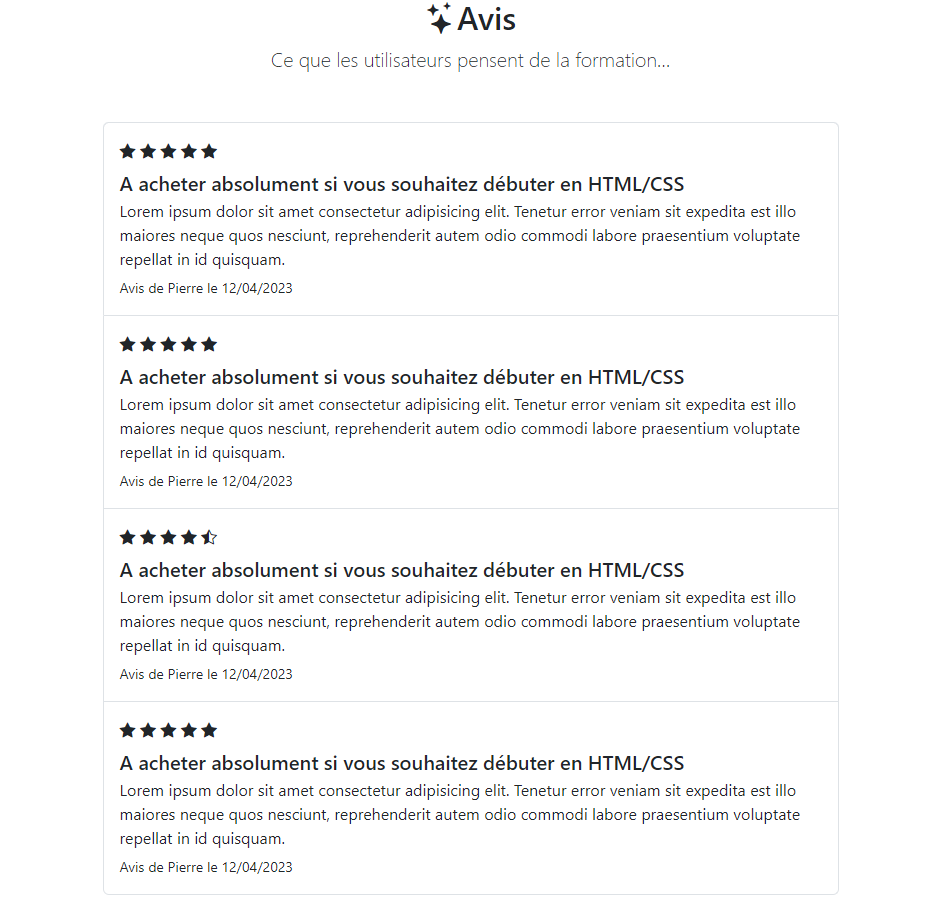 Avis
Ce que les utilisateurs pensent de la formation...
A acheter absolument si vous souhaitez débuter en HTML/CSS
Lorem ipsum dolor sit amet consectetur adipisicing elit. Tenetur error veniam sit expedita est illo
maiores neque quos nesciunt, reprehenderit autem odio commodi labore praesentium voluptate
repellat in id quisquam.
Avis de Pierre le 12/04/2023
A acheter absolument si vous souhaitez débuter en HTML/CSS
Lorem ipsum dolor sit amet consectetur adipisicing elit. Tenetur error veniam sit expedita est illo
maiores neque quos nesciunt, reprehenderit autem odio commodi labore praesentium voluptate
repellat in id quisquam.
Avis de Pierre le 12/04/2023
A acheter absolument si vous souhaitez débuter en HTML/CSS
Lorem ipsum dolor sit amet consectetur adipisicing elit. Tenetur error veniam sit expedita est illo
maiores neque quos nesciunt, reprehenderit autem odio commodi labore praesentium voluptate
repellat in id quisquam.
Avis de Pierre le 12/04/2023
A acheter absolument si vous souhaitez débuter en HTML/CSS
Lorem ipsum dolor sit amet consectetur adipisicing elit. Tenetur error veniam sit expedita est illo
maiores neque quos nesciunt, reprehenderit autem odio commodi labore praesentium voluptate
repellat in id quisquam.
Avis de Pierre le 12/04/2023